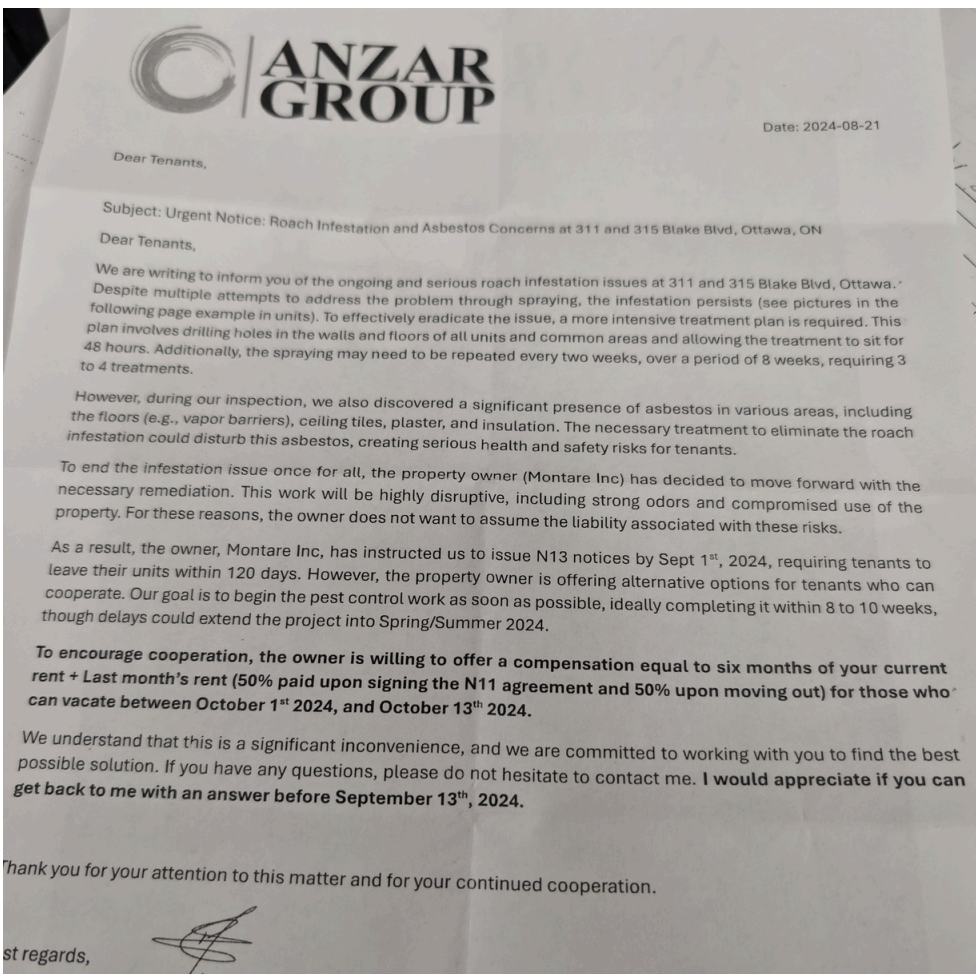 ANZAR
GROUP
Date: 2024-08-21
Dear Tenants,
Subject: Urgent Notice: Roach Infestation and Asbestos Concerns at 311 and 315 Blake Blvd, Ottawa, ON
Dear Tenants,
We are writing to inform you of the ongoing and serious roach infestation issues at 311 and 315 Blake Blvd, Ottawa.
Despite multiple attempts to address the problem through spraying, the infestation persists (see pictures in the
following page example in units). To effectively eradicate the issue, a more intensive treatment plan is required. This
plan involves drilling holes in the walls and floors of all units and common areas and allowing the treatment to sit for
48 hours. Additionally, the spraying may need to be repeated every two weeks, over a period of 8 weeks, requiring 3
to 4 treatments.
However, during our inspection, we also discovered a significant presence of asbestos in various areas, including
the floors (e.g., vapor barriers), ceiling tiles, plaster, and insulation. The necessary treatment to eliminate the roach
infestation could disturb this asbestos, creating serious health and safety risks for tenants.
To end the infestation issue once for all, the property owner (Montare Inc) has decided to move forward with the
necessary remediation. This work will be highly disruptive, including strong odors and compromised use of the
property. For these reasons, the owner does not want to assume the liability associated with these risks.
As a result, the owner, Montare Inc, has instructed us to issue N13 notices by Sept 1st, 2024, requiring tenants to
leave their units within 120 days. However, the property owner is offering alternative options for tenants who can
cooperate. Our goal is to begin the pest control work as soon as possible, ideally completing it within 8 to 10 weeks,
though delays could extend the project into Spring/Summer 2024.
To encourage cooperation, the owner is willing to offer a compensation equal to six months of your current
rent + Last month's rent (50% paid upon signing the N11 agreement and 50% upon moving out) for those who
can vacate between October 1st 2024, and October 13th 2024.
We understand that this is a significant inconvenience, and we are committed to working with you to find the best
possible solution. If you have any questions, please do not hesitate to contact me. I would appreciate if you can
get back to me with an answer before September 13th, 2024.
Thank you for your attention to this matter and for your continued cooperation.
st regards,